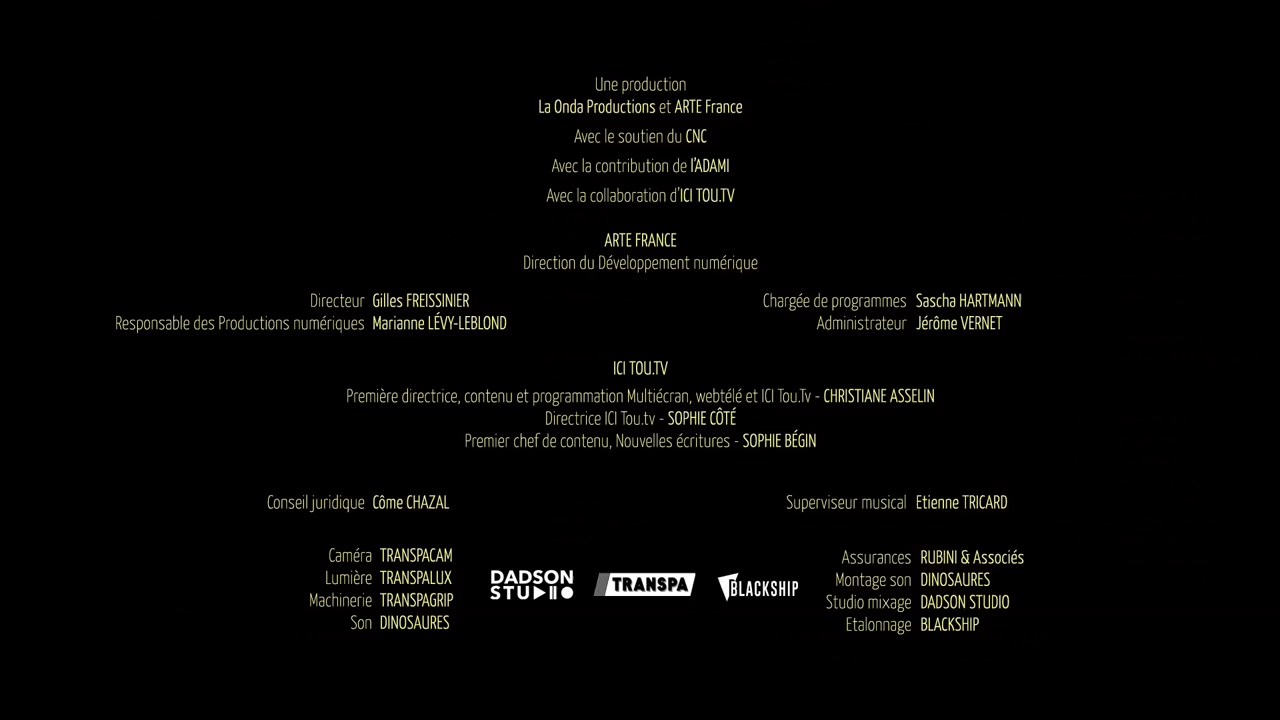 Une production
La Onda Productions et ARTE France
Avec le soutien du CNC
Avec la contribution de l'ADAMI
Avec la collaboration d'ICI TOU.TV
ARTE FRANCE
Direction du Développement numérique
Directeur Gilles FREISSINIER
Responsable des Productions numériques Marianne LÉVY-LEBLOND
Chargée de programmes Sascha HARTMANN
Administrateur Jérôme VERNET
ICI TOU.TV
Première directrice, contenu et programmation Multiécran, webtélé et ICI Tou.Tv - CHRISTIANE ASSELIN
Directrice ICI Tou.tv - SOPHIE CÔTÉ
Premier chef de contenu, Nouvelles écritures - SOPHIE BÉGIN
Conseil juridique Côme CHAZAL
Superviseur musical Etienne TRICARD
Caméra TRANSPACAM
Lumière TRANSPALUX
Machinerie TRANSPAGRIP
Son DINOSAURES
DADSON
STUDIO
TRANSPA
BLACKSHIP
Assurances RUBINI & Associés
Montage son DINOSAURES
Studio mixage DADSON STUDIO
Etalonnage BLACKSHIP